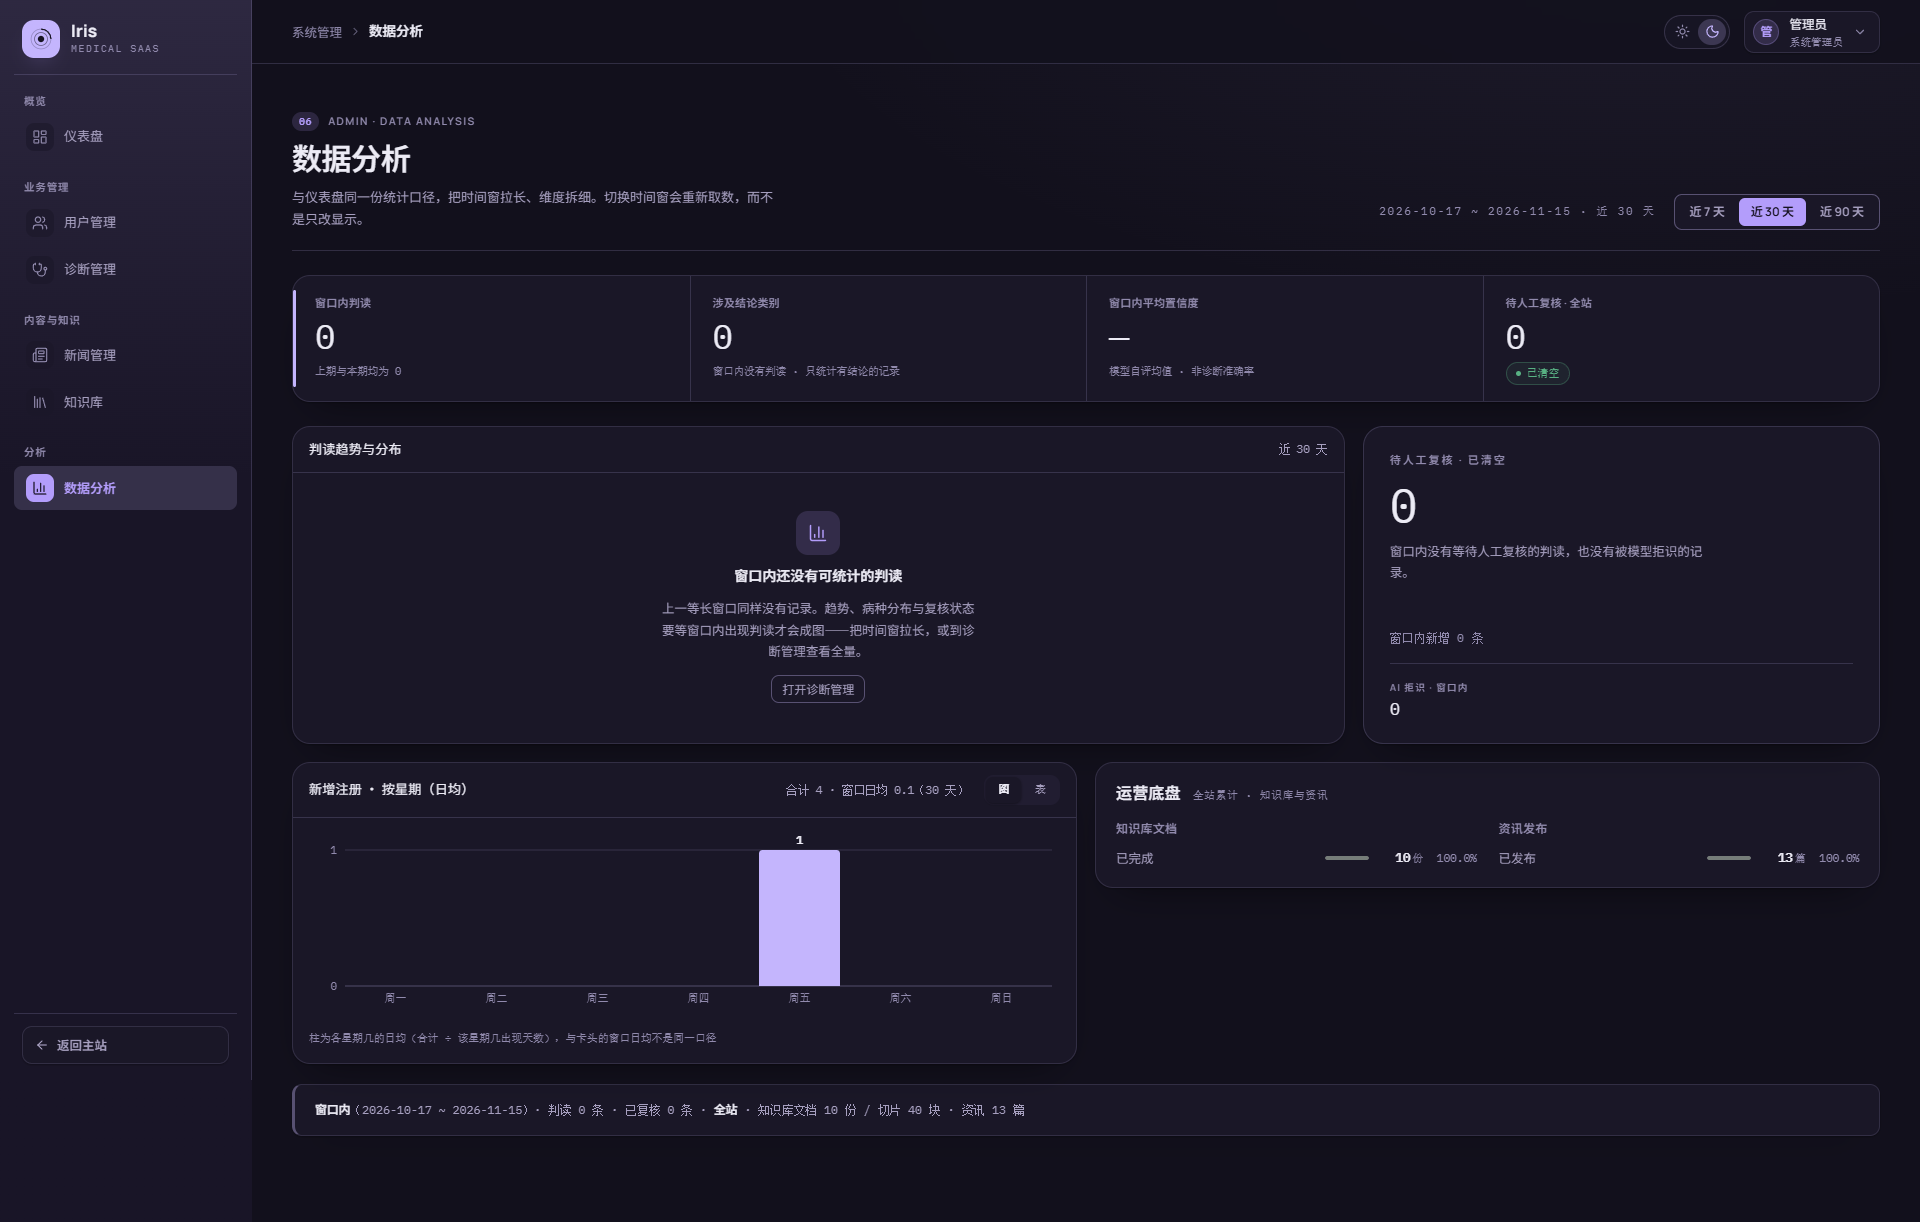 Iris
MEDICAL SAAS
概览
仪表盘
业务管理
用户管理
诊断管理
内容与知识
新闻管理
知识库
分析
数据分析
返回主站
系统管理 > 数据分析
管
管理员
系统管理员
06 ADMIN · DATA ANALYSIS
数据分析
与仪表盘同一份统计口径，把时间窗拉长、维度拆细。切换时间窗会重新取数，而不
是只改显示。
2026-10-17 ~ 2026-11-15 · 近 30 天
近 7 天 近 30 天 近 90 天
窗口内判读
0
上期与本期均为 0
涉及结论类别
0
窗口内没有判读 · 只统计有结论的记录
窗口内平均置信度
—
模型自评均值 · 非诊断准确率
待人工复核 · 全站
0
已清空
判读趋势与分布
近 30 天
窗口内还没有可统计的判读
上一等长窗口同样没有记录。趋势、病种分布与复核状态
要等窗口内出现判读才会成图——把时间窗拉长，或到诊
断管理查看全量。
打开诊断管理
待人工复核 · 已清空
0
窗口内没有等待人工复核的判读，也没有被模型拒识的记
录。
窗口内新增 0 条
AI 拒识 · 窗口内
0
新增注册 · 按星期（日均）
合计 4 · 窗口日均 0.1（30 天）
图 表
1
1
0
周一 周二 周三 周四 周五 周六 周日
柱为各星期几的日均（合计 ÷ 该星期几出现天数），与卡头的窗口日均不是同一口径
运营底盘 全站累计 · 知识库与资讯
知识库文档
已完成 10份 100.0%
资讯发布
已发布 13篇 100.0%
窗口内（2026-10-17 ~ 2026-11-15）· 判读 0 条 · 已复核 0 条 · 全站 · 知识库文档 10 份 / 切片 40 块 · 资讯 13 篇